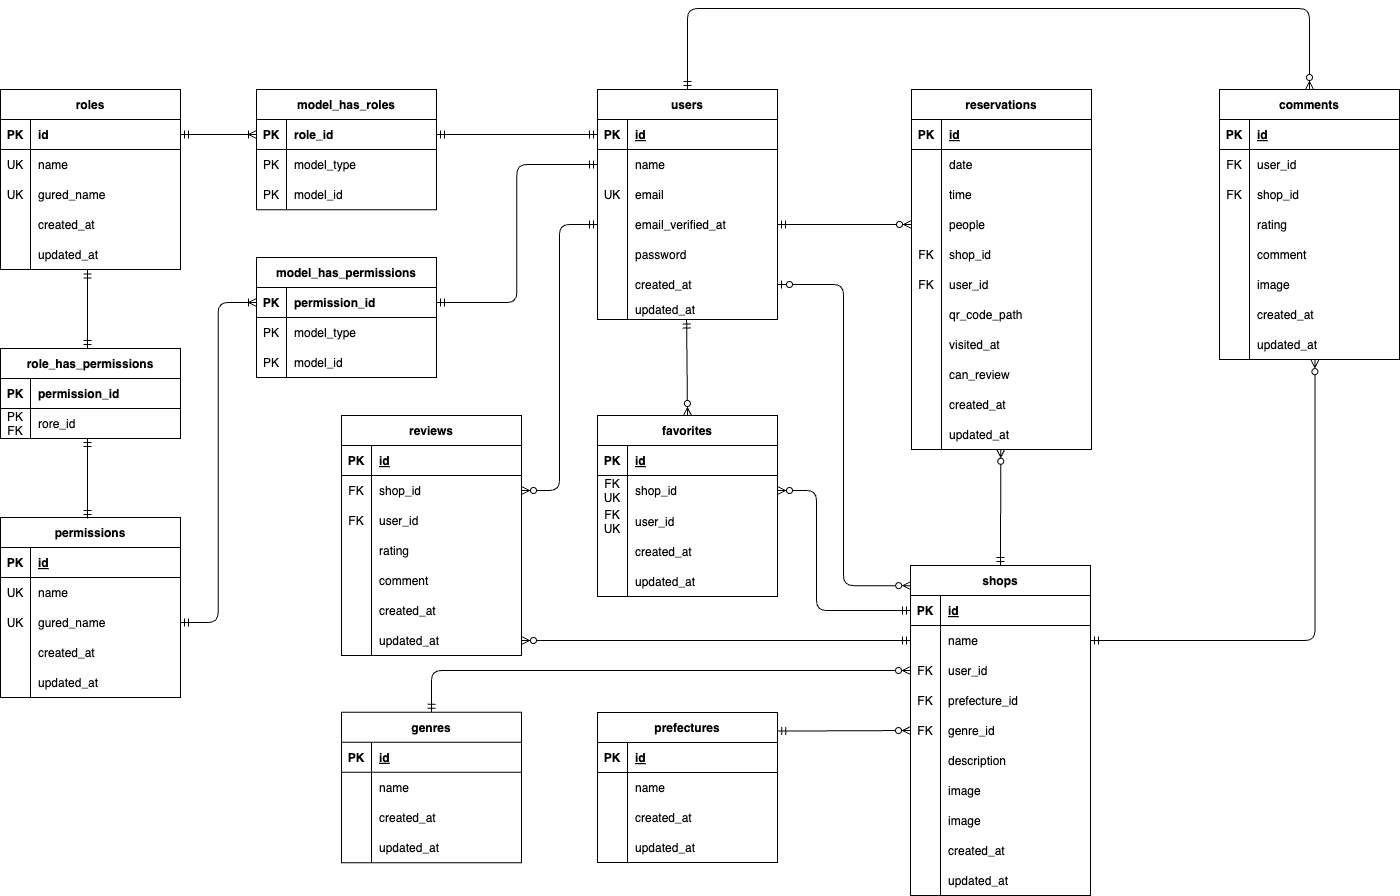 roles
PK id
UK name
UK gured_name
created_at
updated_at
model_has_roles
PK role_id
PK model_type
PK model_id
users
PK id
name
UK email
email_verified_at
password
created_at
updated_at
reservations
PK id
date
time
people
FK shop_id
FK user_id
qr_code_path
visited_at
can_review
created_at
updated_at
comments
PK id
FK user_id
FK shop_id
rating
comment
image
created_at
updated_at
model_has_permissions
PK permission_id
PK model_type
PK model_id
role_has_permissions
PK permission_id
PK
FK rore_id
reviews
PK id
FK shop_id
FK user_id
rating
comment
created_at
updated_at
favorites
PK id
FK
UK shop_id
FK
UK user_id
created_at
updated_at
permissions
PK id
UK name
UK gured_name
created_at
updated_at
shops
PK id
name
FK user_id
FK prefecture_id
FK genre_id
description
image
image
created_at
updated_at
genres
PK id
name
created_at
updated_at
prefectures
PK id
name
created_at
updated_at